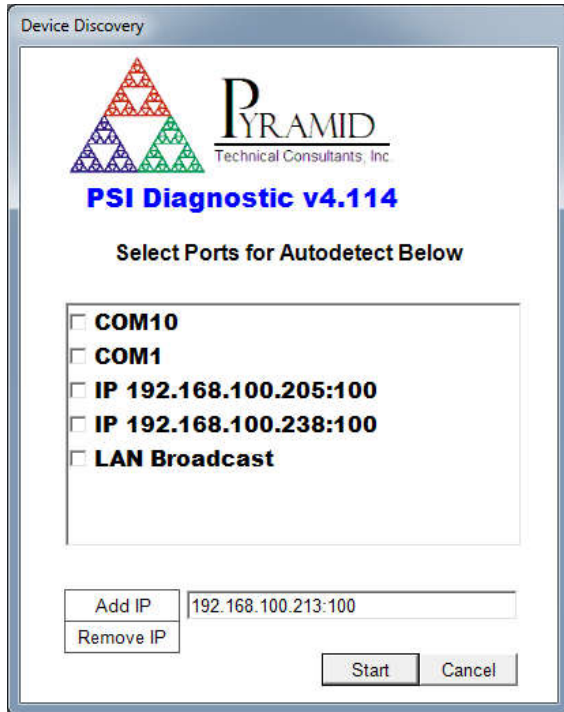 Device Discovery
PYRAMID
Technical Consultants, Inc.
PSI Diagnostic v4.114
Select Ports for Autodetect Below
COM10
COM1
IP 192.168.100.205:100
IP 192.168.100.238:100
LAN Broadcast
Add IP 192.168.100.213:100
Remove IP
Start Cancel